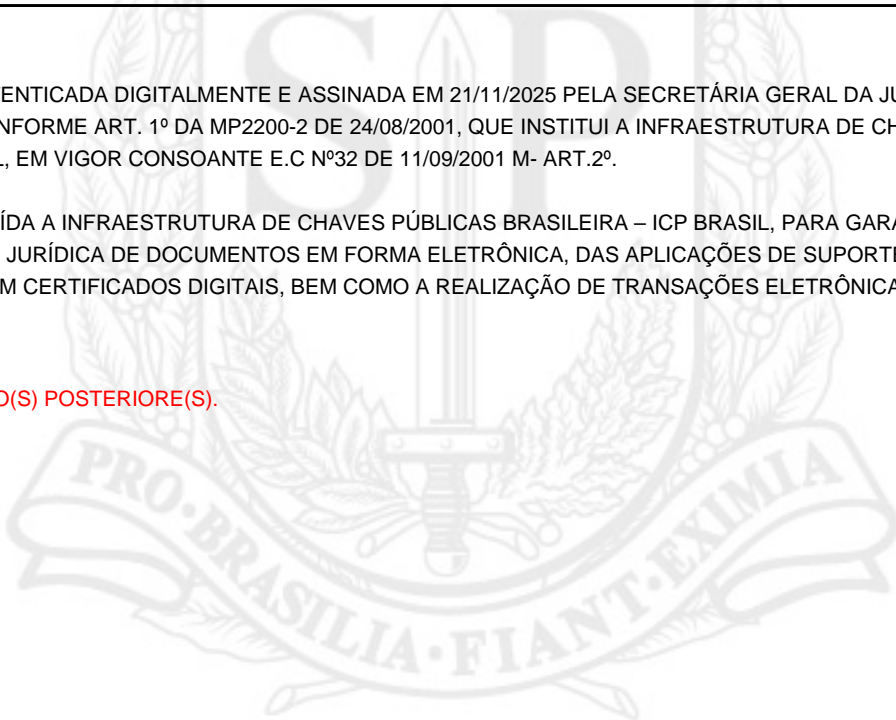 ENTICADA DIGITALMENTE E ASSINADA EM 21/11/2025 PELA SECRETÁRIA GERAL DA JU
NFORME ART. 1º DA MP2200-2 DE 24/08/2001, QUE INSTITUI A INFRAESTRUTURA DE CH
L, EM VIGOR CONSOANTE E.C Nº32 DE 11/09/2001 M- ART.2º.
ÍDA A INFRAESTRUTURA DE CHAVES PÚBLICAS BRASILEIRA – ICP BRASIL, PARA GARA
JURÍDICA DE DOCUMENTOS EM FORMA ELETRÔNICA, DAS APLICAÇÕES DE SUPORTE
M CERTIFICADOS DIGITAIS, BEM COMO A REALIZAÇÃO DE TRANSAÇÕES ELETRÔNICA
O(S) POSTERIORE(S).
SP
PRO·BRASILIA·FIANT·EXIMIA